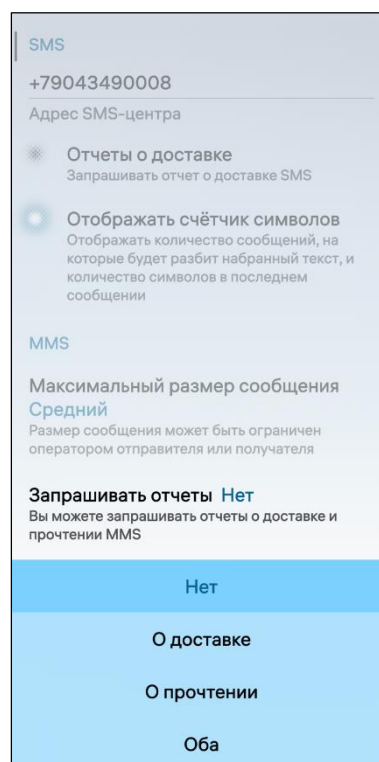 SMS
+79043490008
Адрес SMS-центра
Отчеты о доставке
Запрашивать отчет о доставке SMS
Отображать счётчик символов
Отображать количество сообщений, на
которые будет разбит набранный текст, и
количество символов в последнем
сообщении
MMS
Максимальный размер сообщения
Средний
Размер сообщения может быть ограничен
оператором отправителя или получателя
Запрашивать отчеты Нет
Вы можете запрашивать отчеты о доставке и
прочтении MMS
Нет
О доставке
О прочтении
Оба